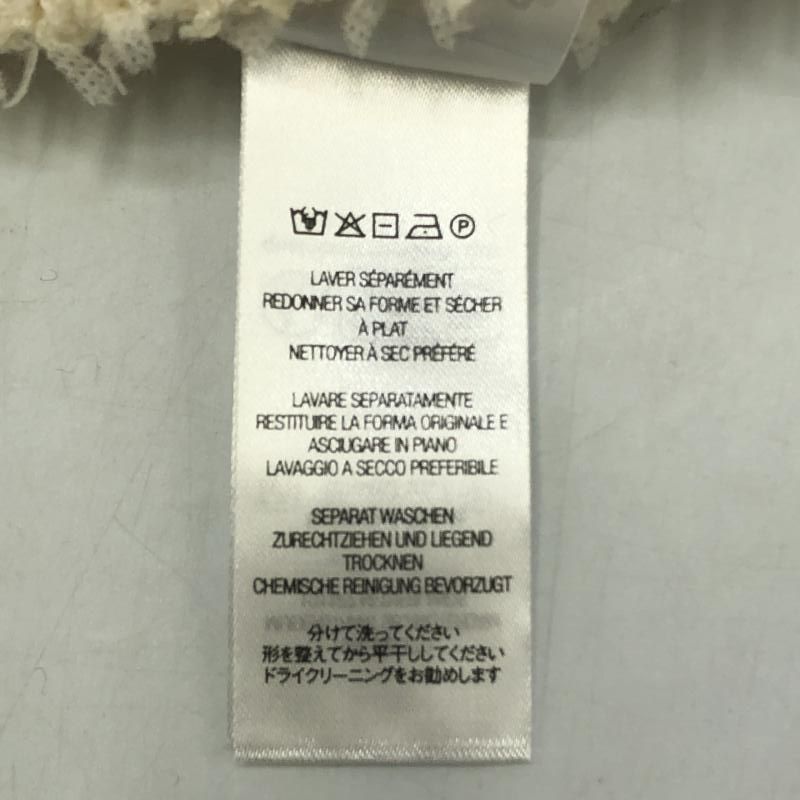 P
LAVER SÉPARÉMENT
REDONNER SA FORME ET SÉCHER
À PLAT
NETTOYER À SEC PRÉFÉRÉ
LAVARE SEPARATAMENTE
RESTITUIRE LA FORMA ORIGINALE E
ASCIUGARE IN PIANO
LAVAGGIO A SECCO PREFERIBILE
SEPARAT WASCHEN
ZURECHTZIEHEN UND LIEGEND
TROCKNEN
CHEMISCHE REINIGUNG BEVORZUGT
分けて洗ってください
形を整えてから平干ししてください
ドライクリーニングをお勧めします